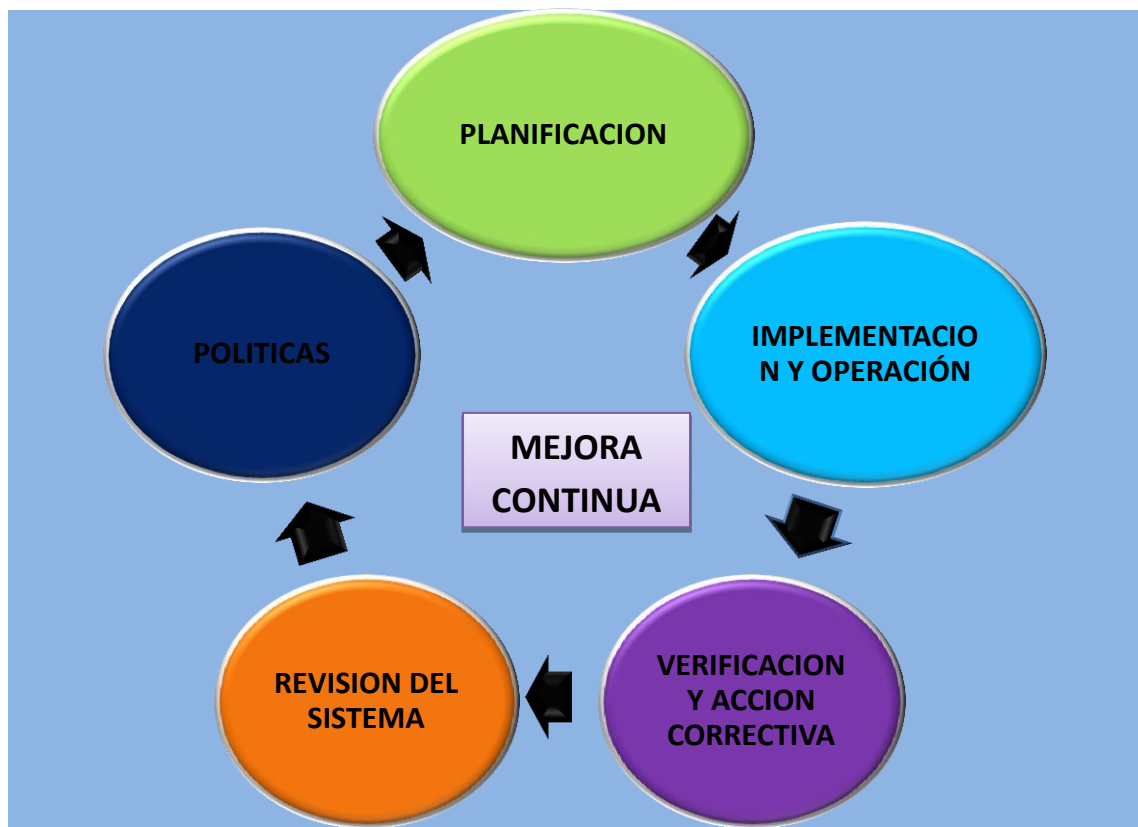 PLANIFICACION
IMPLEMENTACIO
N Y OPERACIÓN
POLITICAS
MEJORA
CONTINUA
VERIFICACION
Y ACCION
CORRECTIVA
REVISION DEL
SISTEMA